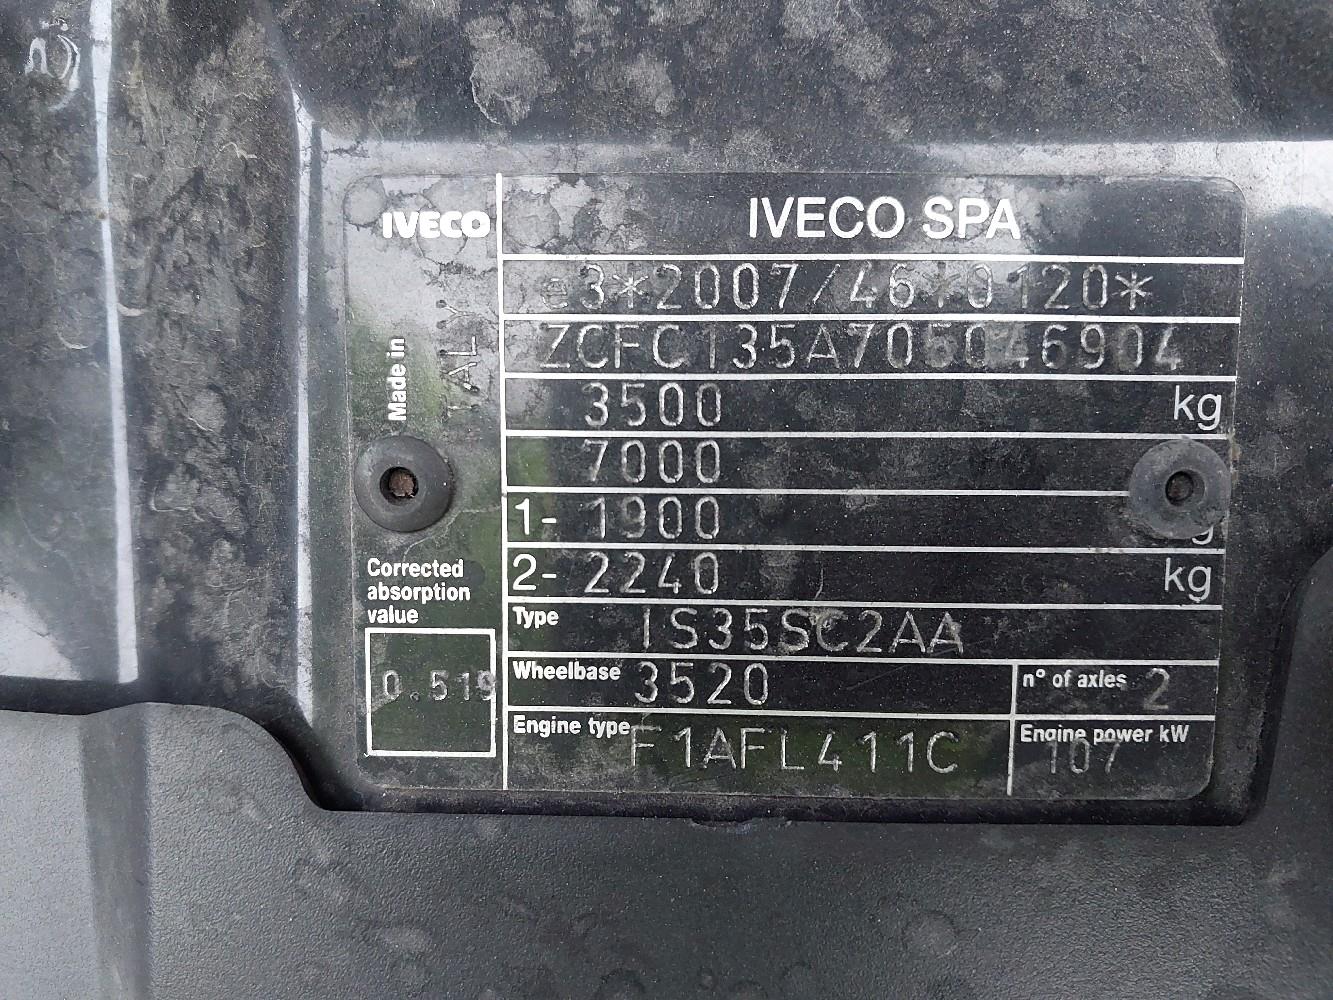 IVECO
IVECO SPA
e3*2007/46*0120*
ZCFC135A705046904
3500 kg
7000
1- 1900
2- 2240 kg
Made in ITALY
Corrected
absorption
value
0.519
Type IS35SC2AA
Wheelbase 3520
n° of axles 2
Engine type F1AFL411C
Engine power kW
107